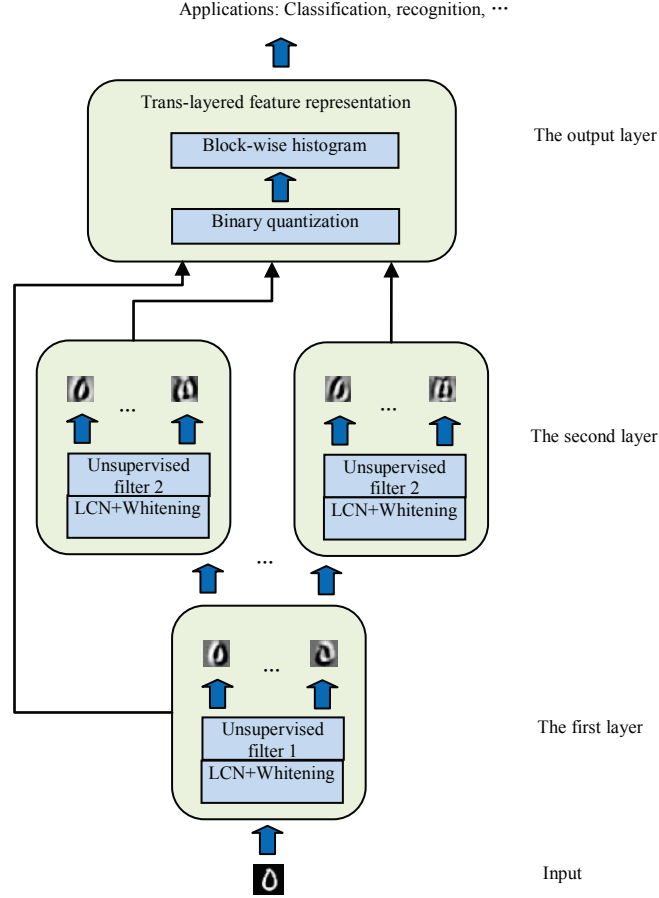 Applications: Classification, recognition, ⋯
Trans-layered feature representation
Block-wise histogram
The output layer
Binary quantization
...
...
Unsupervised
filter 2
LCN+Whitening
Unsupervised
filter 2
LCN+Whitening
The second layer
...
...
Unsupervised
filter 1
LCN+Whitening
The first layer
Input